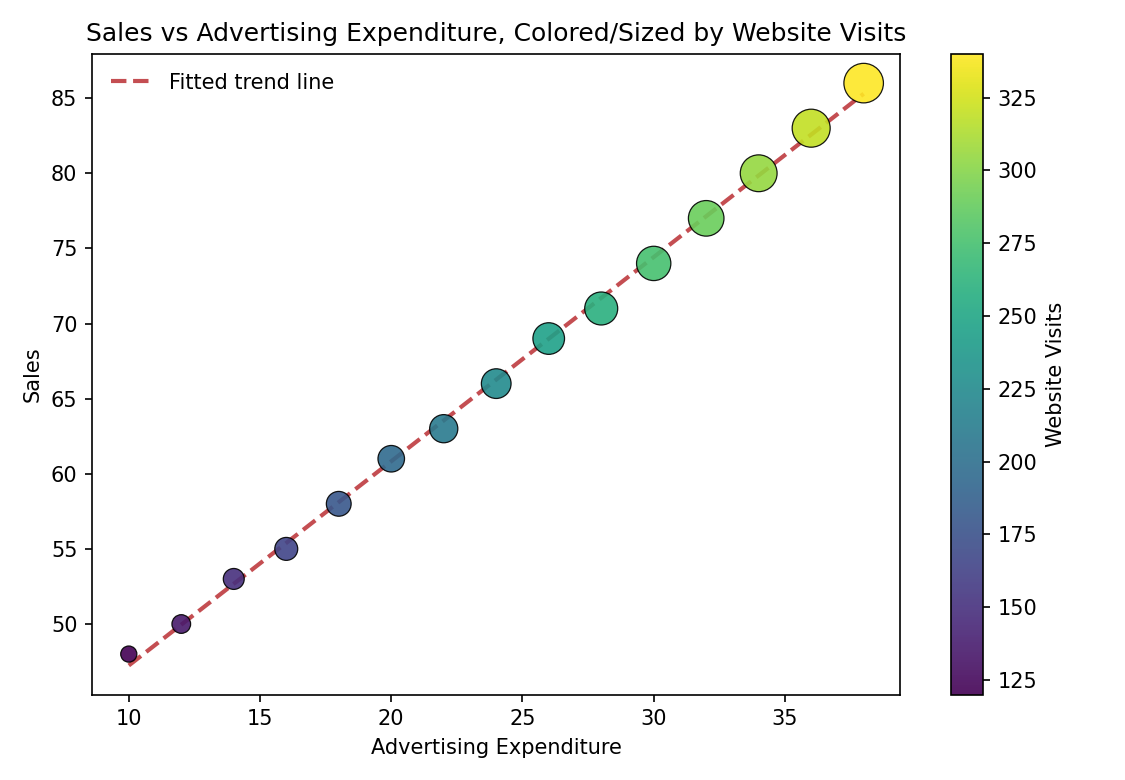 Sales vs Advertising Expenditure, Colored/Sized by Website Visits
Fitted trend line
Sales
85
80
75
70
65
60
55
50
10 15 20 25 30 35
Advertising Expenditure
325
300
275
250
225
200
175
150
125
Website Visits